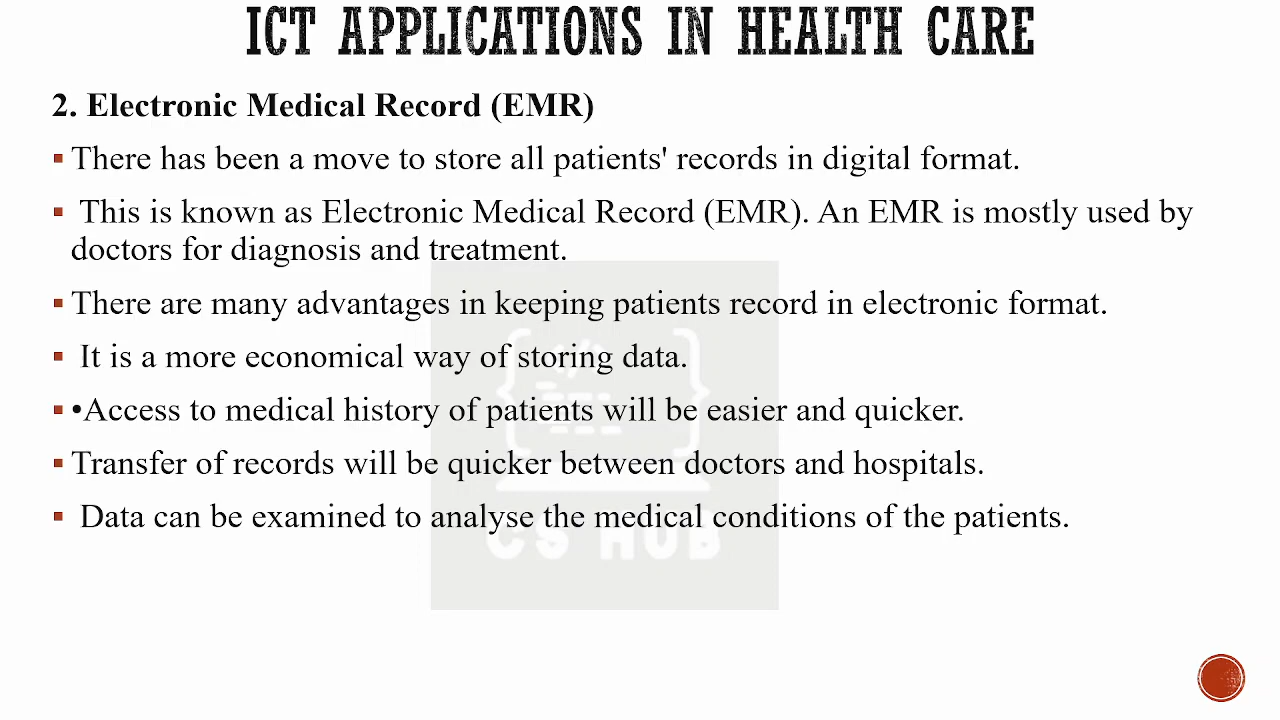 ICT APPLICATIONS IN HEALTH CARE
2. Electronic Medical Record (EMR)
▪ There has been a move to store all patients' records in digital format.
▪ This is known as Electronic Medical Record (EMR). An EMR is mostly used by
doctors for diagnosis and treatment.
▪ There are many advantages in keeping patients record in electronic format.
▪ It is a more economical way of storing data.
▪ •Access to medical history of patients will be easier and quicker.
▪ Transfer of records will be quicker between doctors and hospitals.
▪ Data can be examined to analyse the medical conditions of the patients.
CS HUB